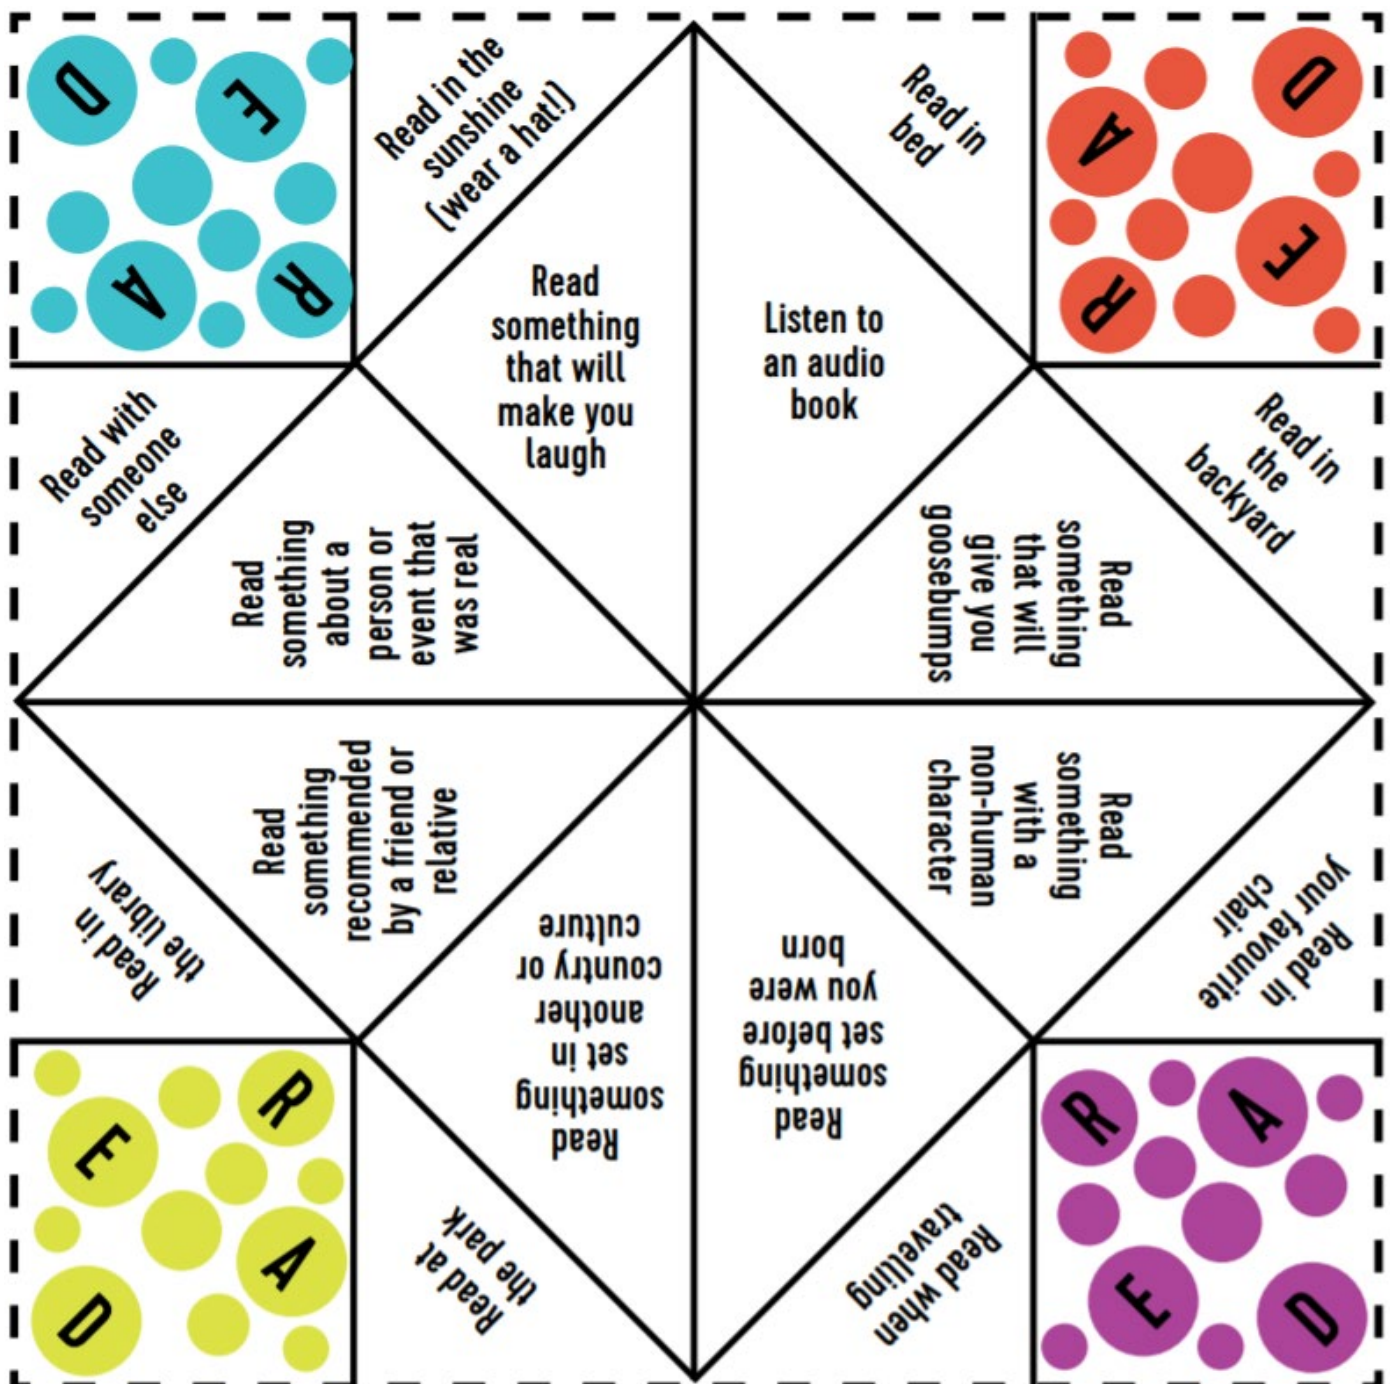 D
E
A
R
Read in the
sunshine
(wear a hat!)
Read in
bed
D
A
E
R
Read
something
that will
make you
laugh
Listen to
an audio
book
Read with
someone
else
Read in
the
backyard
Read
something
about a
person or
event that
was real
Read
something
that will
give you
goosebumps
Read
something
recommended
by a friend or
relative
Read
something
with a
non-human
character
Read in
the library
Read in
your favourite
chair
Read
something
set in
another
country or
culture
Read
something
set before
you were
born
R
E
A
D
Read at
the park
Read when
travelling
R
A
E
D